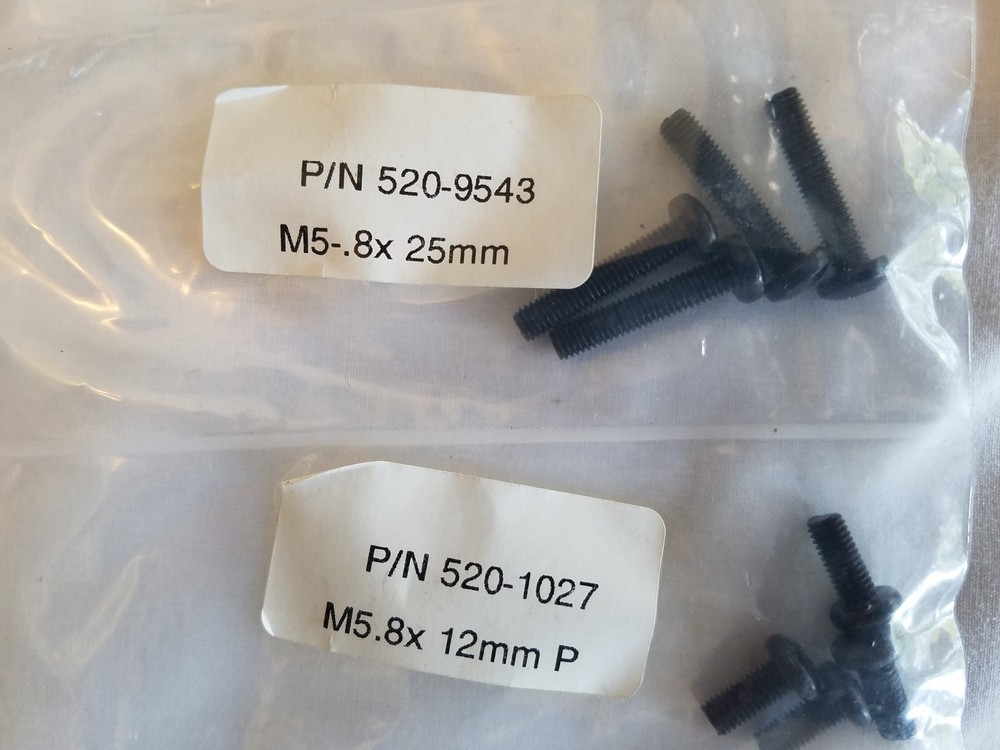 P/N 520-9543
M5-.8x 25mm
P/N 520-1027
M5.8x 12mm P